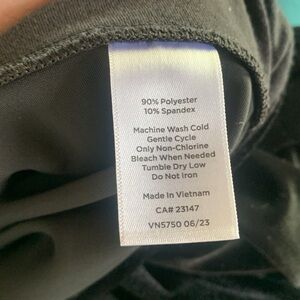 90% Polyester
10% Spandex
Machine Wash Cold
Gentle Cycle
Only Non-Chlorine
Bleach When Needed
Tumble Dry Low
Do Not Iron
Made In Vietnam
CA# 23147
VN5750 06/23